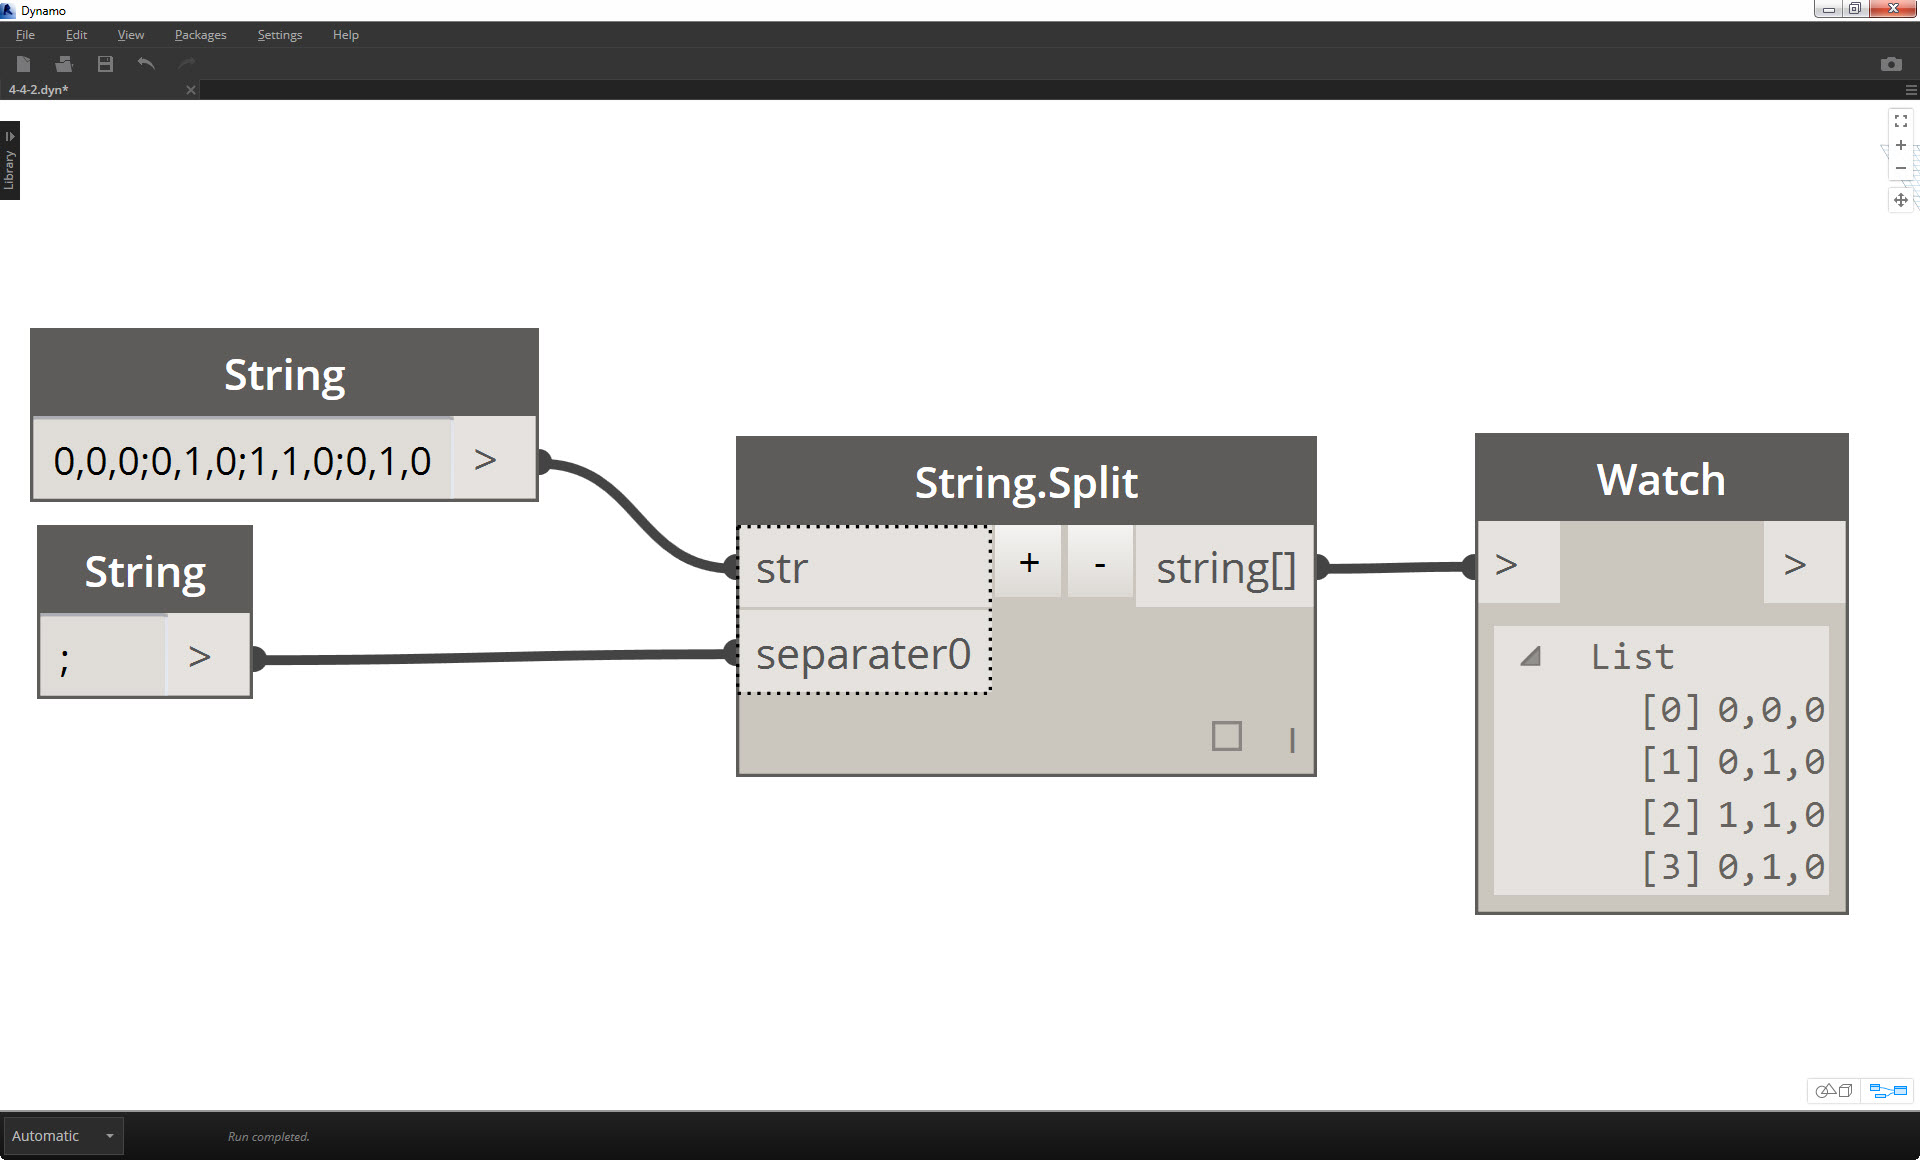 Dynamo
File Edit View Packages Settings Help
4-4-2.dyn*
Library
String
0,0,0;0,1,0;1,1,0;0,1,0 >
String
; >
String.Split
str + - string[]
separater0
l
Watch
> >
List
[0] 0,0,0
[1] 0,1,0
[2] 1,1,0
[3] 0,1,0
Automatic Run completed.